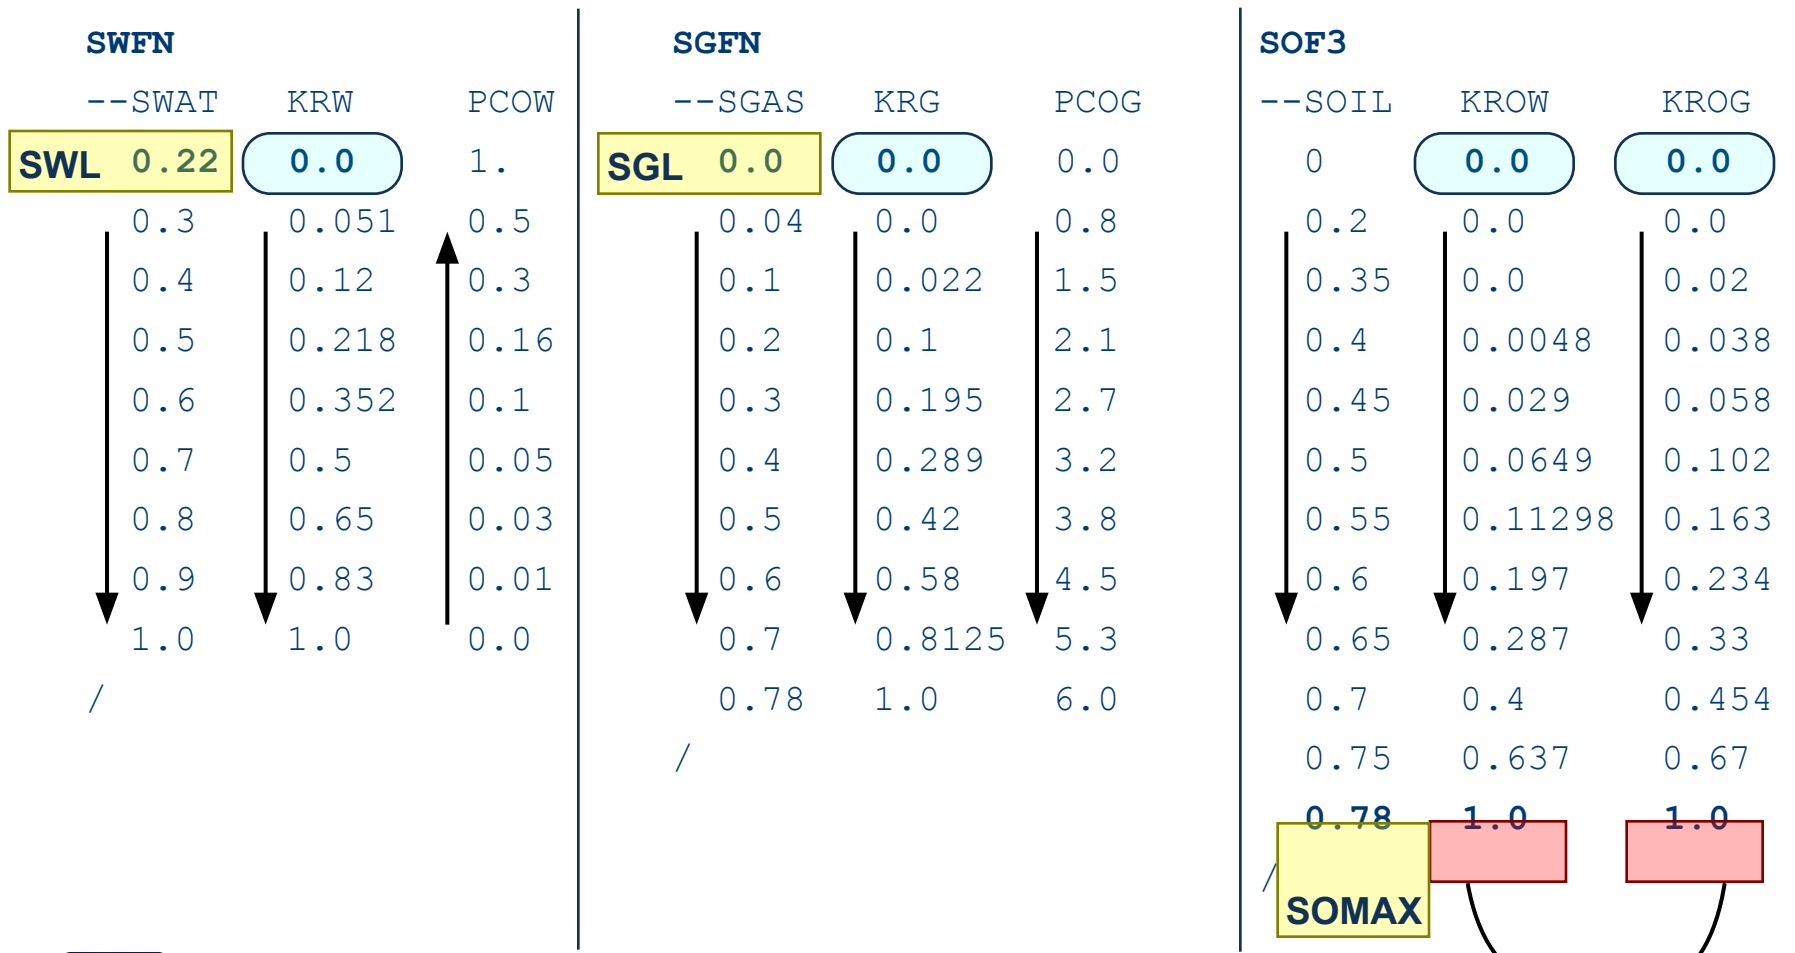 SWFN SGFN SOF3
--SWAT KRW PCOW --SGAS KRG PCOG --SOIL KROW KROG
SWL 0.22 0.0 1. SGL 0.0 0.0 0.0 0 0.0 0.0
0.3 0.051 0.5 0.04 0.0 0.8 0.2 0.0 0.0
0.4 0.12 0.3 0.1 0.022 1.5 0.35 0.0 0.02
0.5 0.218 0.16 0.2 0.1 2.1 0.4 0.0048 0.038
0.6 0.352 0.1 0.3 0.195 2.7 0.45 0.029 0.058
0.7 0.5 0.05 0.4 0.289 3.2 0.5 0.0649 0.102
0.8 0.65 0.03 0.5 0.42 3.8 0.55 0.11298 0.163
0.9 0.83 0.01 0.6 0.58 4.5 0.6 0.197 0.234
1.0 1.0 0.0 0.7 0.8125 5.3 0.65 0.287 0.33
/ 0.78 1.0 6.0 0.7 0.4 0.454
/ 0.75 0.637 0.67
0.78 1.0 1.0
/
SOMAX